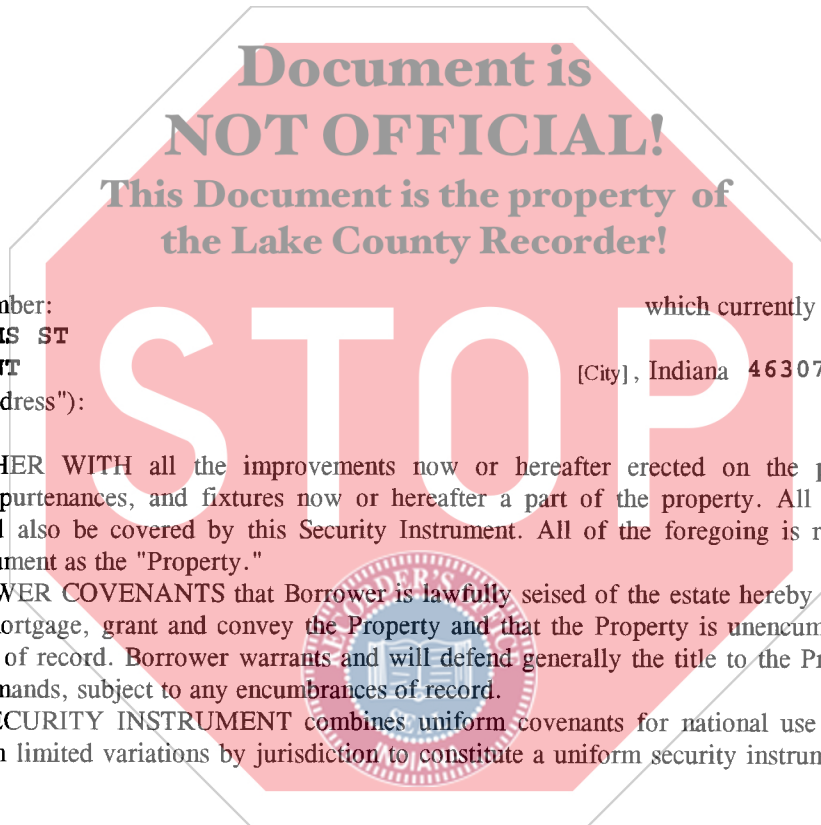 Document is
NOT OFFICIAL!
This Document is the property of
the Lake County Recorder!
mber: which currently
IS ST
NT [City], Indiana 46307
dress"):
STOP
HER WITH all the improvements now or hereafter erected on the p
purtenances, and fixtures now or hereafter a part of the property. All
l also be covered by this Security Instrument. All of the foregoing is r
ument as the "Property."
WER COVENANTS that Borrower is lawfully seised of the estate hereby
ortgage, grant and convey the Property and that the Property is unencum
of record. Borrower warrants and will defend generally the title to the Pr
mands, subject to any encumbrances of record.
ECURITY INSTRUMENT combines uniform covenants for national use
n limited variations by jurisdiction to constitute a uniform security instrum
RECORDER'S OFFICE
SEAL
INDIANA